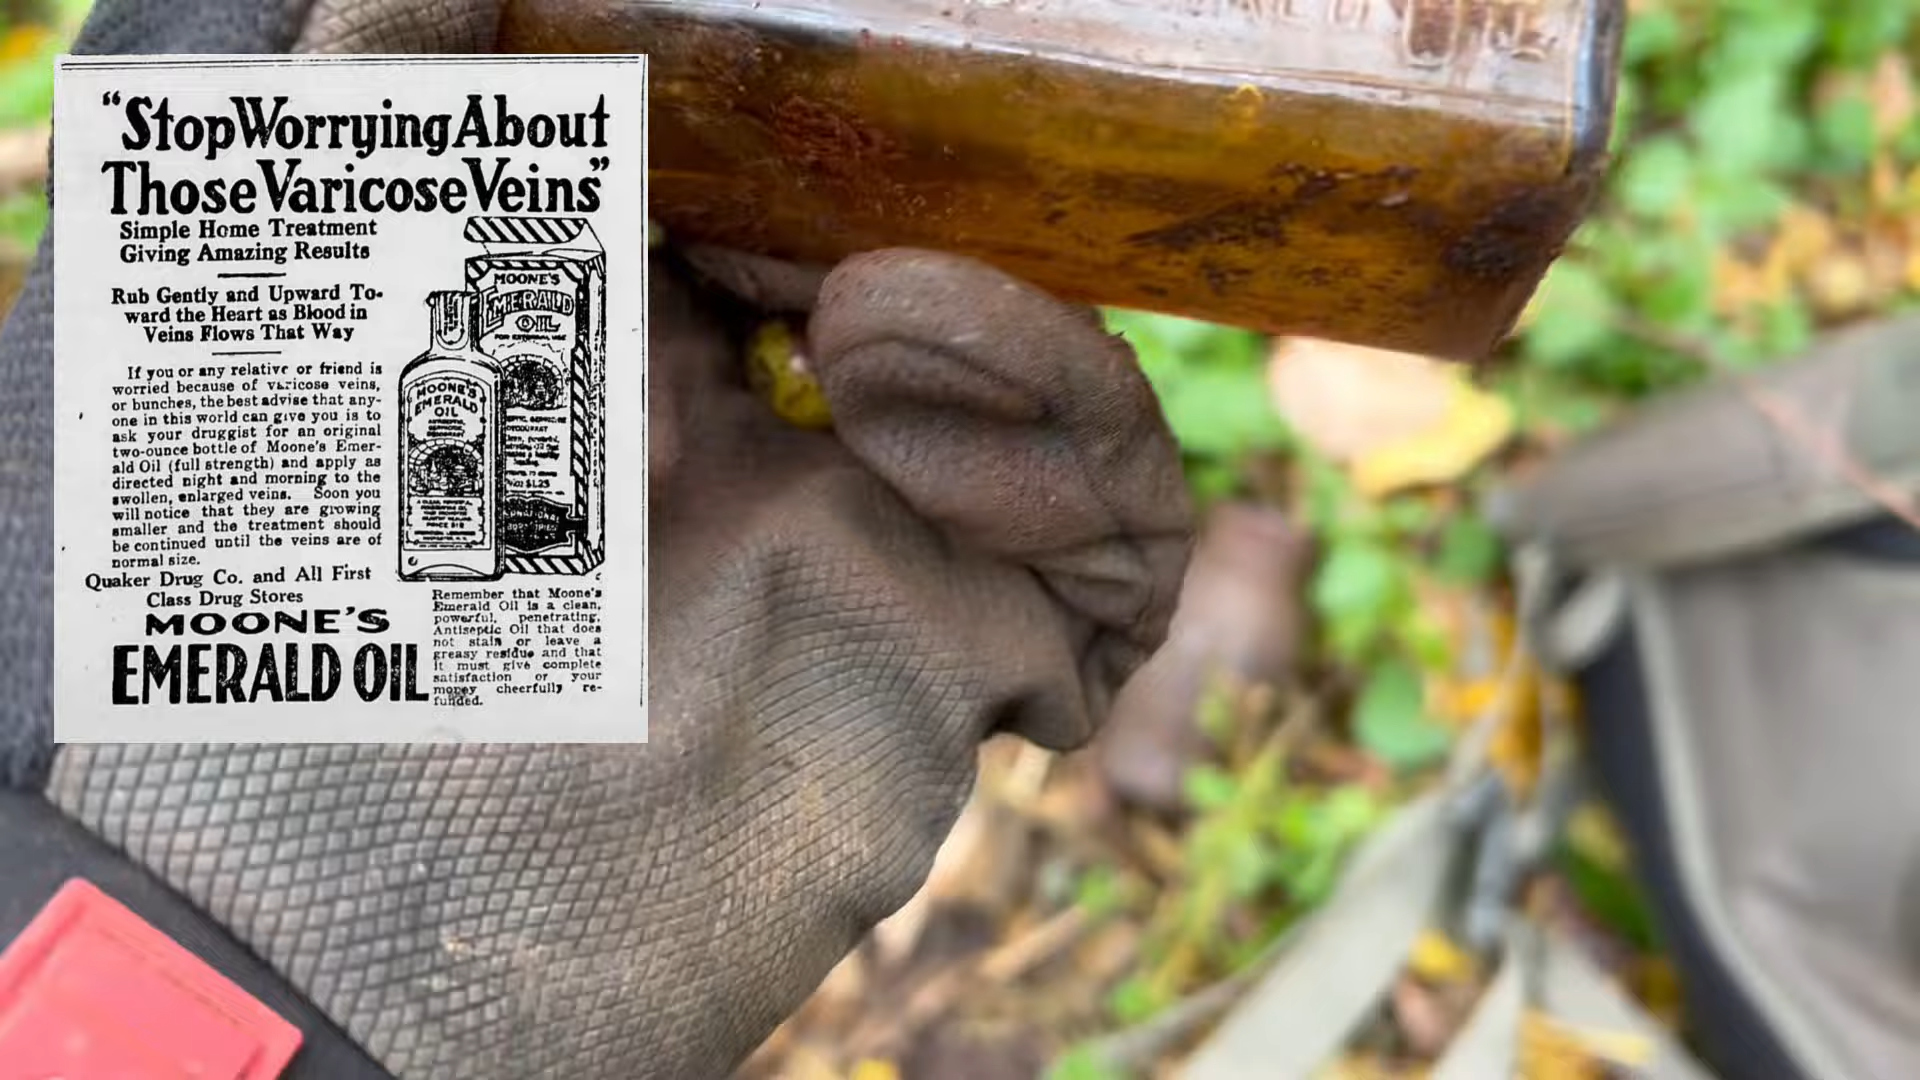 "Stop Worrying About
Those Varicose Veins"
Simple Home Treatment
Giving Amazing Results
Rub Gently and Upward To-
ward the Heart as Blood in
Veins Flows That Way
If you or any relative or friend is
worried because of varicose veins,
or bunches, the best advise that any-
one in this world can give you is to
ask your druggist for an original
two-ounce bottle of Moone's Emer-
ald Oil (full strength) and apply as
directed night and morning to the
swollen, enlarged veins. Soon you
will notice that they are growing
smaller and the treatment should
be continued until the veins are of
normal size.
Quaker Drug Co. and All First
Class Drug Stores
MOONE'S
EMERALD OIL
MOONE'S
EMERALD
OIL
FOR EXTERNAL USE
MOONE'S
EMERALD
OIL
Remember that Moone's
Emerald Oil is a clean,
powerful, penetrating,
Antiseptic Oil that does
not stain or leave a
greasy residue and that
it must give complete
satisfaction or your
money cheerfully re-
funded.